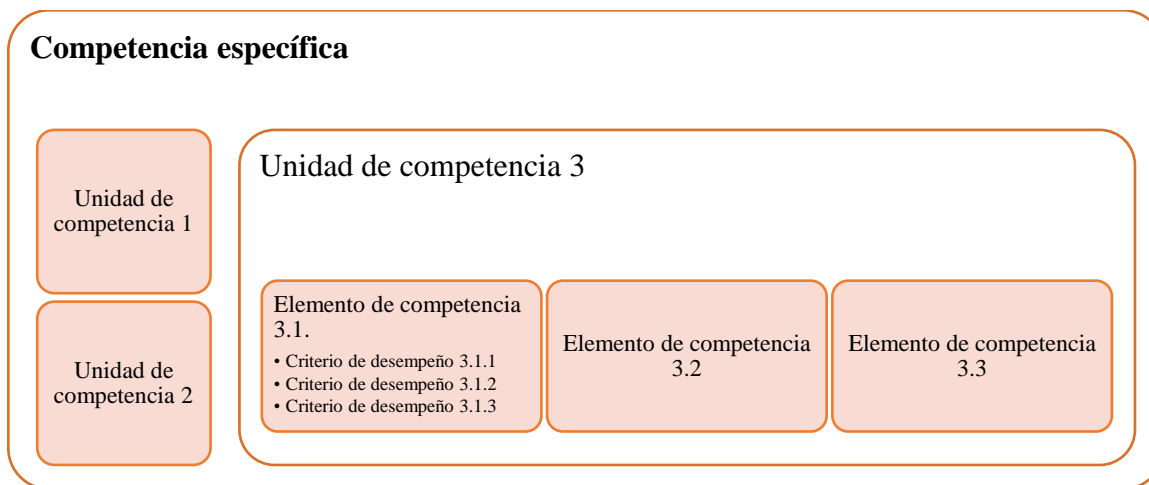 Competencia específica
Unidad de
competencia 1
Unidad de
competencia 2
Unidad de competencia 3
Elemento de competencia
3.1.
• Criterio de desempeño 3.1.1
• Criterio de desempeño 3.1.2
• Criterio de desempeño 3.1.3
Elemento de competencia
3.2
Elemento de competencia
3.3